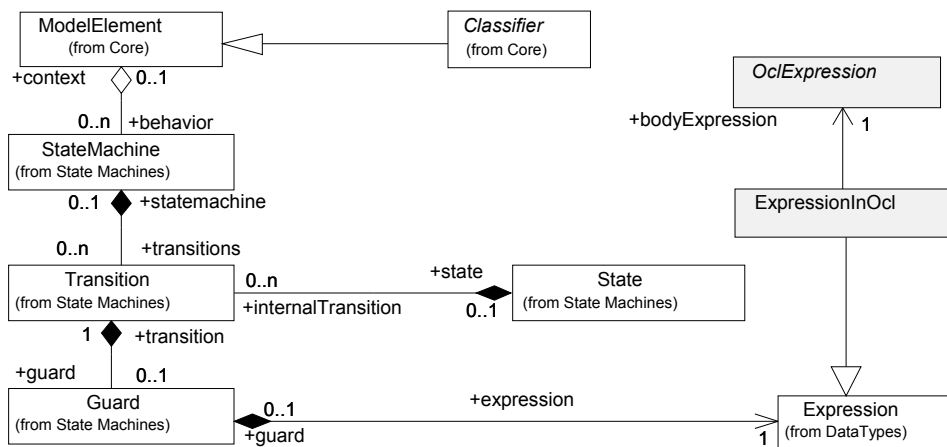 ModelElement
(from Core)
Classifier
(from Core)
+context
0..1
OclExpression
+bodyExpression
1
0..n
+behavior
StateMachine
(from State Machines)
ExpressionInOcl
0..1
+statemachine
0..n
+transitions
Transition
(from State Machines)
0..n
+internalTransition
+state
0..1
State
(from State Machines)
1
+transition
+guard
0..1
Guard
(from State Machines)
0..1
+guard
+expression
1
Expression
(from DataTypes)